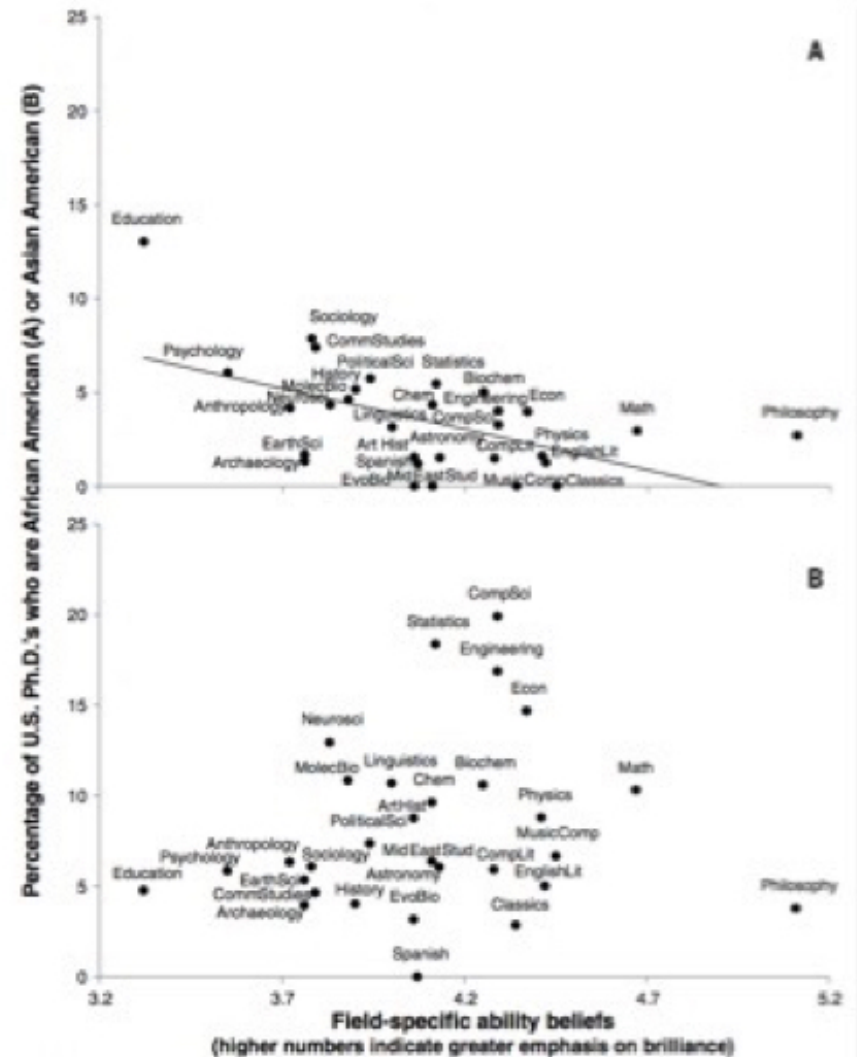 Percentage of U.S. Ph.D.'s who are African American (A) or Asian American (B)
25
A
20
15
Education
10
Sociology
CommStudies
Psychology
PoliticalSci Statistics
History
Biochem
MolecBio
Chem Engineering Econ
Neurosci
Anthropology
Math
Linguistics CompSci
Philosophy
5
Astronomy
Physics
EarthSci
Art Hist
CompLit
EnglishLit
Archaeology
Spanish
EvoBio
MidEastStud
MusicComp
Classics
0
25
B
CompSci
20
Statistics
Engineering
Econ
15
Neurosci
Linguistics
Biochem
MolecBio
Chem
Math
10
ArtHist
Physics
PoliticalSci
MusicComp
Anthropology
Sociology
MidEastStud
CompLit
Psychology
Astronomy
EnglishLit
Education
EarthSci
5
CommStudies
History
EvoBio
Philosophy
Archaeology
Classics
Spanish
0
3.2 3.7 4.2 4.7 5.2
Field-specific ability beliefs
(higher numbers indicate greater emphasis on brilliance)